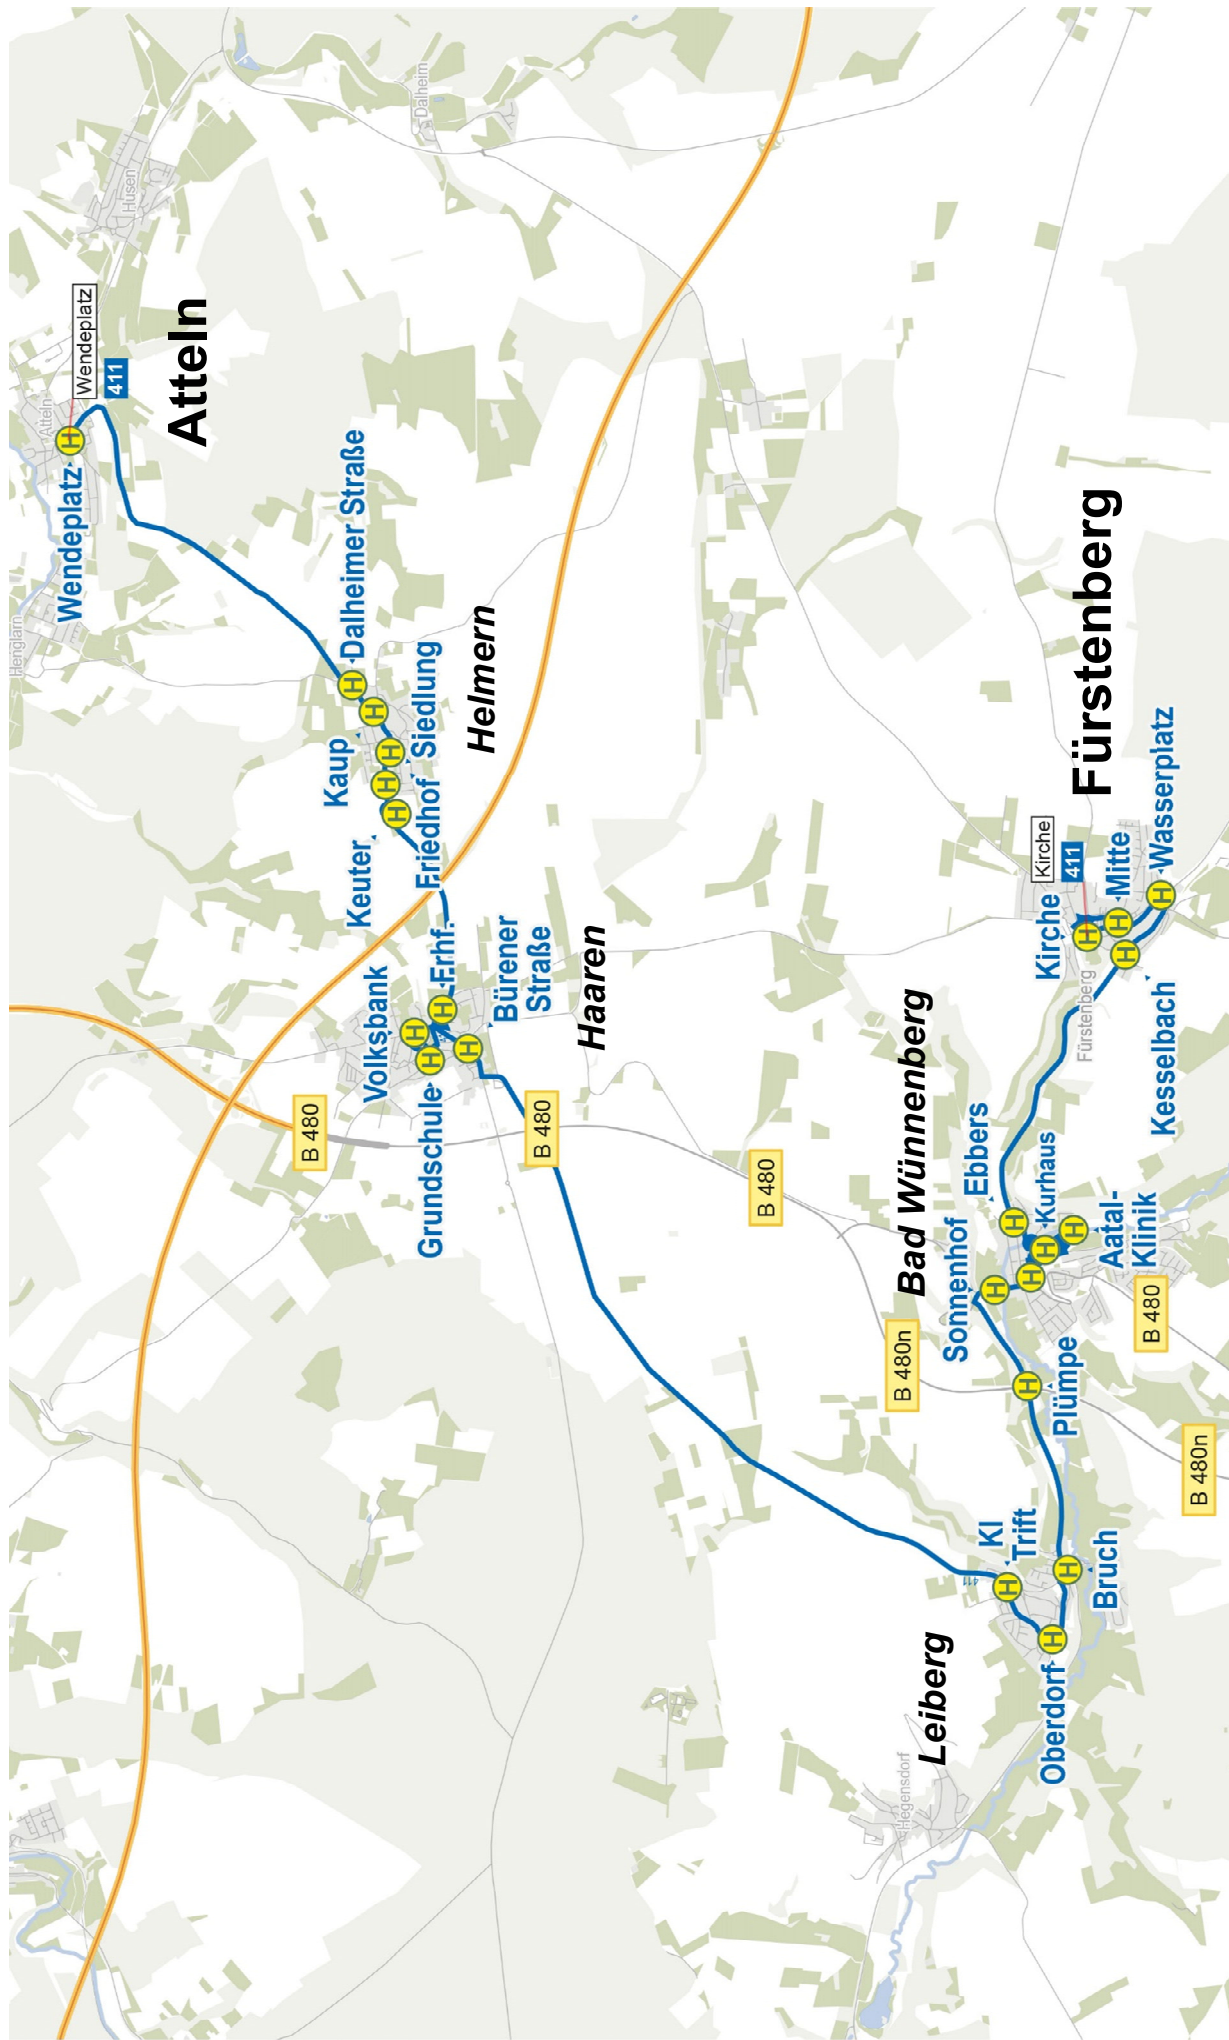 Henglarn
Atteln
Husen
Dalheim
Wendeplatz
Wendeplatz
411
Atteln
Dalheimer Straße
Kaup
Siedlung
Friedhof
Keuter
Helmern
Volksbank
Frhf.
Bürener
Straße
Grundschule
Haaren
B 480
B 480
B 480
B 480n
B 480
B 480n
Bad Wünnenberg
Sonnenhof
Ebbers
Kurhaus
Aatal-
Klinik
Plümpe
Kl
Trift
411
Bruch
Oberdorf
Leiberg
Hegensdorf
Fürstenberg
Kirche
411
Kirche
Mitte
Wasserplatz
Kesselbach
Fürstenberg